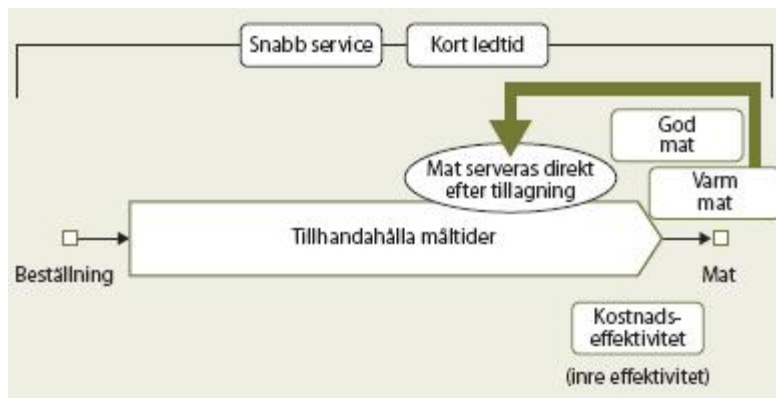 Snabb service
Kort ledtid
God
mat
Mat serveras direkt
efter tillagning
Varm
mat
Tillhandahålla måltider
Beställning
Mat
Kostnads-
effektivitet
(inre effektivitet)